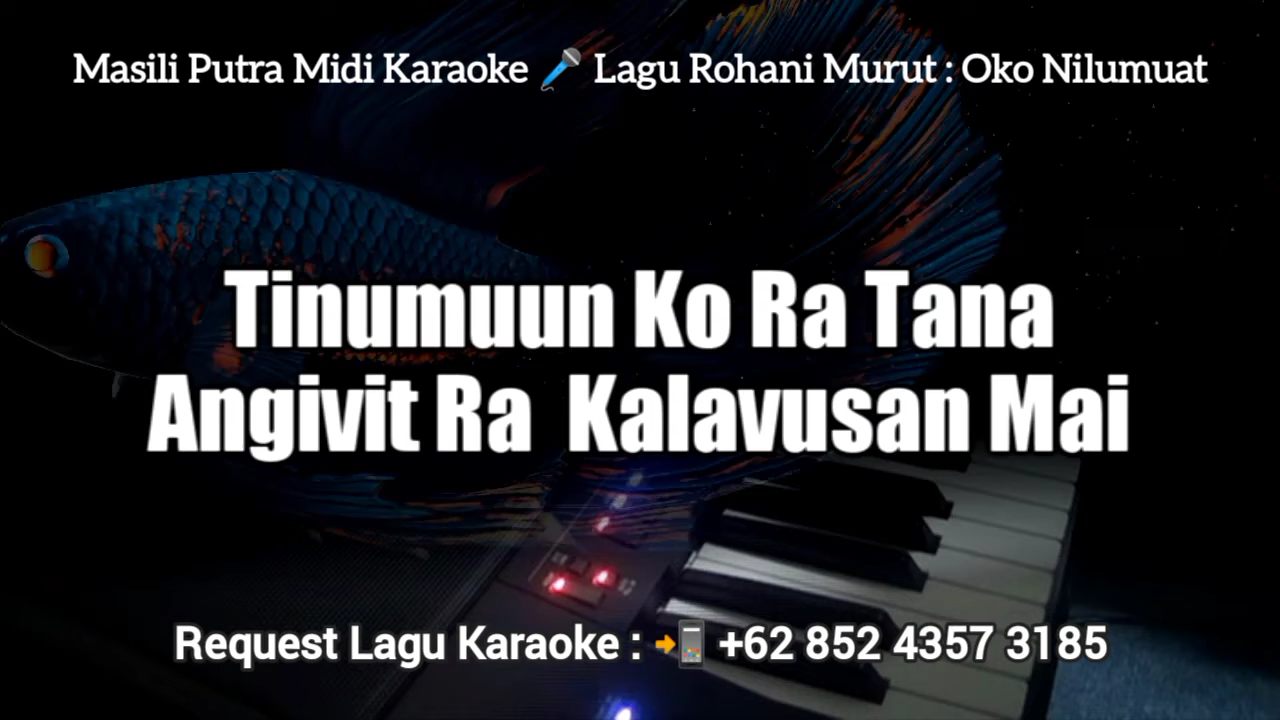 Masili Putra Midi Karaoke 🎤 Lagu Rohani Murut : Oko Nilumuat
Tinumuun Ko Ra Tana
Angivit Ra Kalavusan Mai
Request Lagu Karaoke : 📲 +62 852 4357 3185